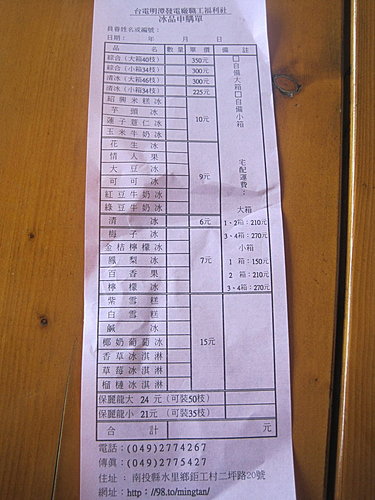 台電明潭發電廠職工福利社
冰品申購單
員眷姓名或編號：
日期： 年 月 日
品 名 數量 單 價 備 註
綜合（大箱40枝） 350元
綜合（小箱34枝） 300元
清冰（大箱46枝） 300元
清冰（小箱34枝） 225元
□自備大箱□自備小箱
紹興米糕冰
芋頭冰
蓮子薏仁冰
玉米牛奶冰
10元
花生冰
情人果
大豆冰
可可冰
紅豆牛奶冰
綠豆牛奶冰
9元
清冰 6元
梅子冰
金桔檸檬冰
鳳梨冰
百香果
檸檬冰
7元
宅配運費：
大箱
1、2箱：210元
3、4箱：270元
小箱
1 箱：150元
2 箱：210元
3、4箱：270元
紫雪糕
白雪糕
鹹冰
椰奶葡萄冰
香草冰淇淋
草莓冰淇淋
榴槤冰淇淋
15元
保麗龍大 24 元（可裝50枝）
保麗龍小 21元（可裝35枝）
合 計 元
電話：(049)2774267
傳真：(049)2775427
住址 ： 南投縣水里鄉鉅工村二坪路20號
網址： http：//98.to/mingtan/